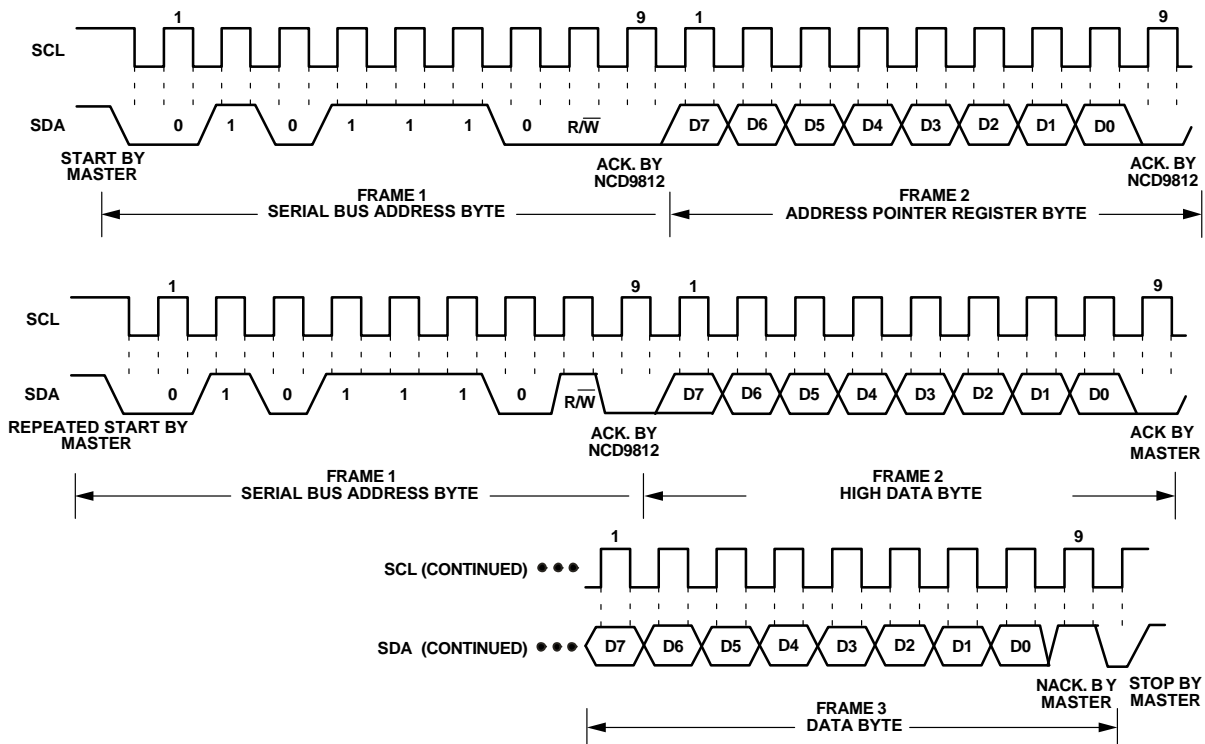 1 9 1 9
SCL
SDA 0 1 0 1 1 1 0 R/W D7 D6 D5 D4 D3 D2 D1 D0
START BY
MASTER
ACK. BY
NCD9812
ACK. BY
NCD9812
FRAME 1
SERIAL BUS ADDRESS BYTE
FRAME 2
ADDRESS POINTER REGISTER BYTE
1 9 1 9
SCL
SDA 0 1 0 1 1 1 0 R/W D7 D6 D5 D4 D3 D2 D1 D0
REPEATED START BY
MASTER
ACK. BY
NCD9812
ACK BY
MASTER
FRAME 1
SERIAL BUS ADDRESS BYTE
FRAME 2
HIGH DATA BYTE
1 9
SCL (CONTINUED)
SDA (CONTINUED) D7 D6 D5 D4 D3 D2 D1 D0
NACK. B Y
MASTER
STOP BY
MASTER
FRAME 3
DATA BYTE